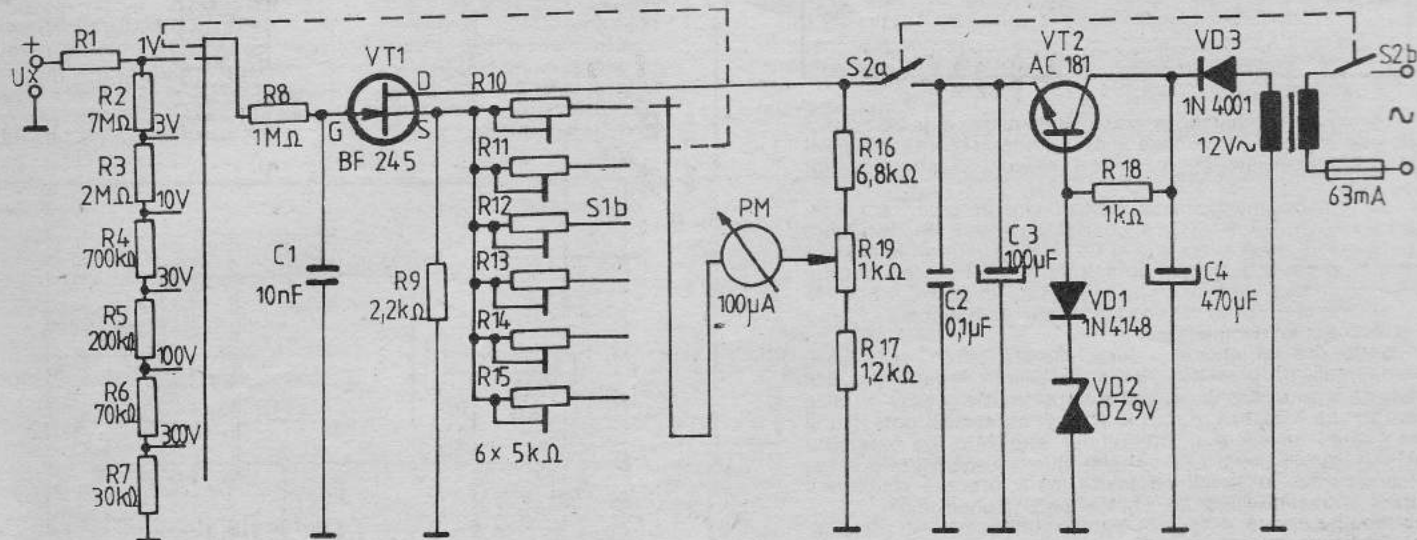 +
Ux
R1
1V
R2
7MΩ
3V
R3
2MΩ
10V
R4
700kΩ
30V
R5
200kΩ
100V
R6
70kΩ
300V
R7
30kΩ
R8
1MΩ
C1
10nF
VT1
D
G
S
BF 245
R9
2,2kΩ
R10
R11
R12
S1b
R13
R14
R15
6 × 5kΩ
PM
100µA
S2a
R16
6,8kΩ
R19
1kΩ
R17
1,2kΩ
C2
0,1µF
C3
100µF
VT2
AC 181
R18
1kΩ
VD1
1N4148
VD2
DZ9V
C4
470µF
VD3
1N 4001
12V~
S2b
~
63mA